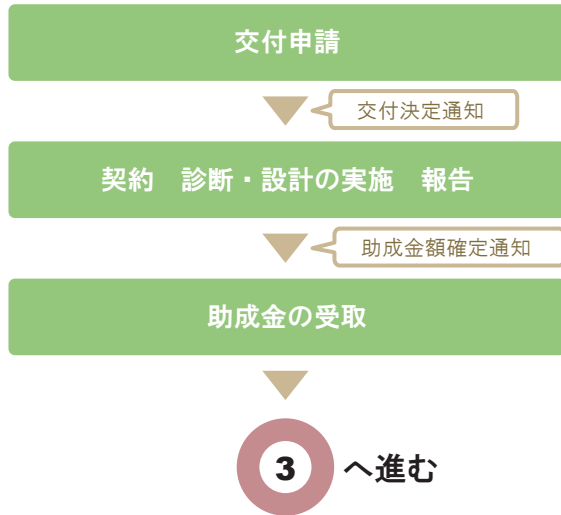 交付申請
交付決定通知
契約　診断・設計の実施　報告
助成金額確定通知
助成金の受取
3 へ進む